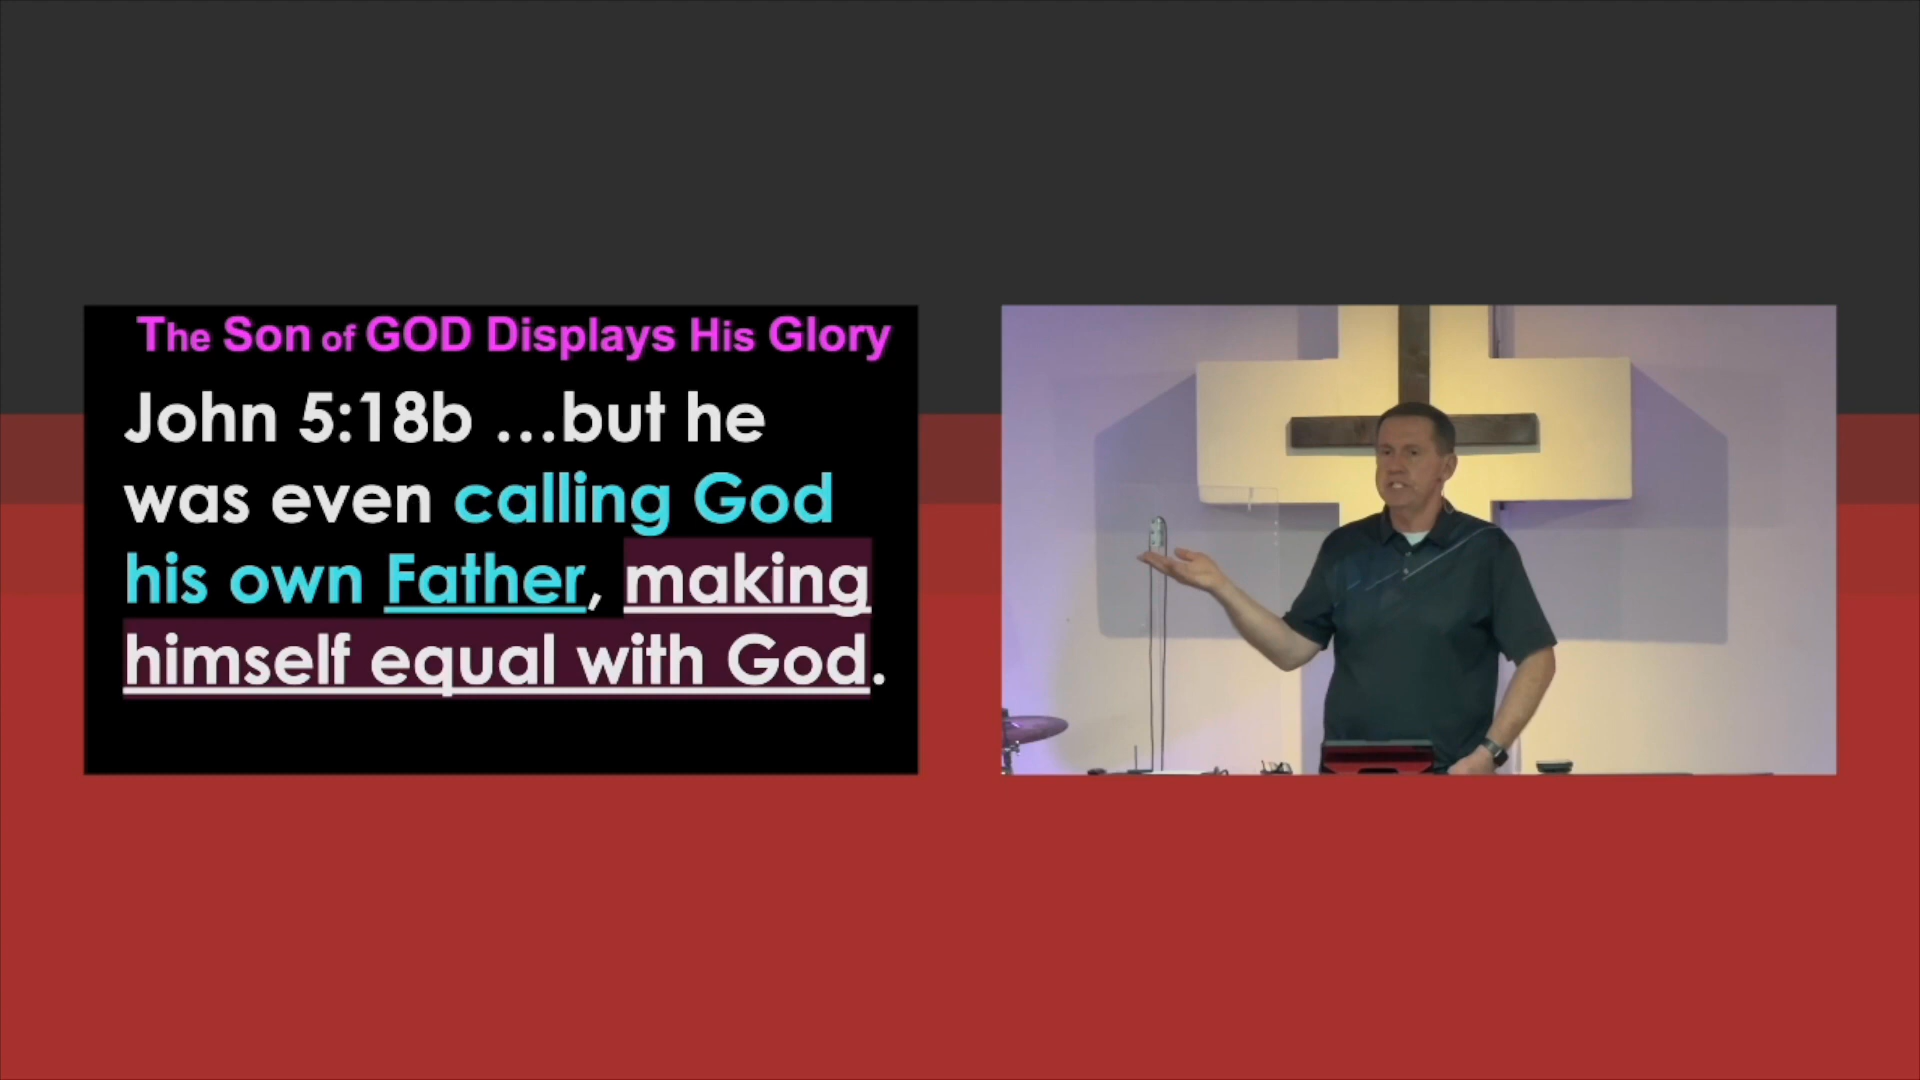 The Son of GOD Displays His Glory
John 5:18b …but he
was even calling God
his own Father, making
himself equal with God.